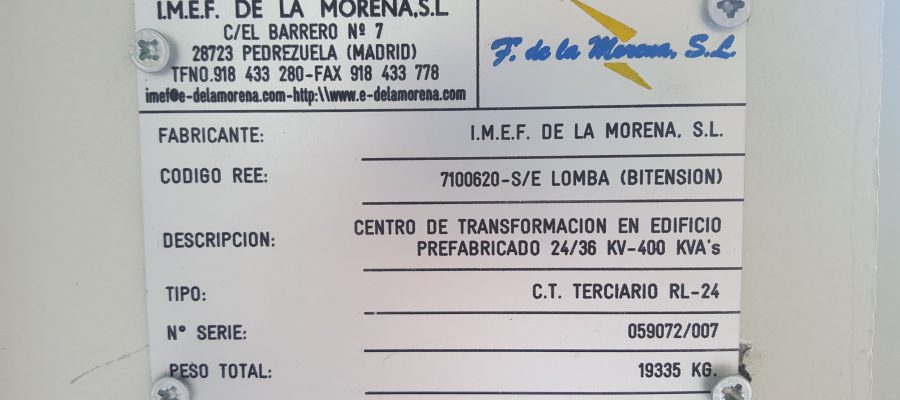 I.M.E.F. DE LA MORENA,S.L.
C/EL BARRERO Nº 7
28723 PEDREZUELA (MADRID)
TFNO.918 433 280-FAX 918 433 778
imef@e-delamorena.com-http:\\www.e-delamorena.com
F. de la Morena, S.L.
FABRICANTE: I.M.E.F. DE LA MORENA, S.L.
CODIGO REE: 7100620-S/E LOMBA (BITENSION)
DESCRIPCION: CENTRO DE TRANSFORMACION EN EDIFICIO
PREFABRICADO 24/36 KV-400 KVA's
TIPO: C.T. TERCIARIO RL-24
Nº SERIE: 059072/007
PESO TOTAL: 19335 KG.